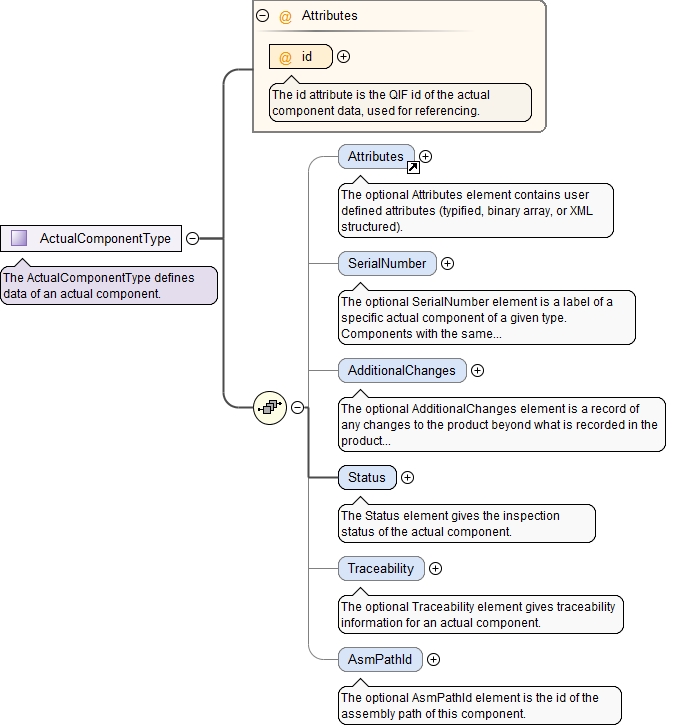 @ Attributes
@ id
The id attribute is the QIF id of the actual
component data, used for referencing.
Attributes
The optional Attributes element contains user
defined attributes (typified, binary array, or XML
structured).
ActualComponentType
The ActualComponentType defines
data of an actual component.
SerialNumber
The optional SerialNumber element is a label of a
specific actual component of a given type.
Components with the same...
AdditionalChanges
The optional AdditionalChanges element is a record of
any changes to the product beyond what is recorded in the
product...
Status
The Status element gives the inspection
status of the actual component.
Traceability
The optional Traceability element gives traceability
information for an actual component.
AsmPathId
The optional AsmPathId element is the id of the
assembly path of this component.